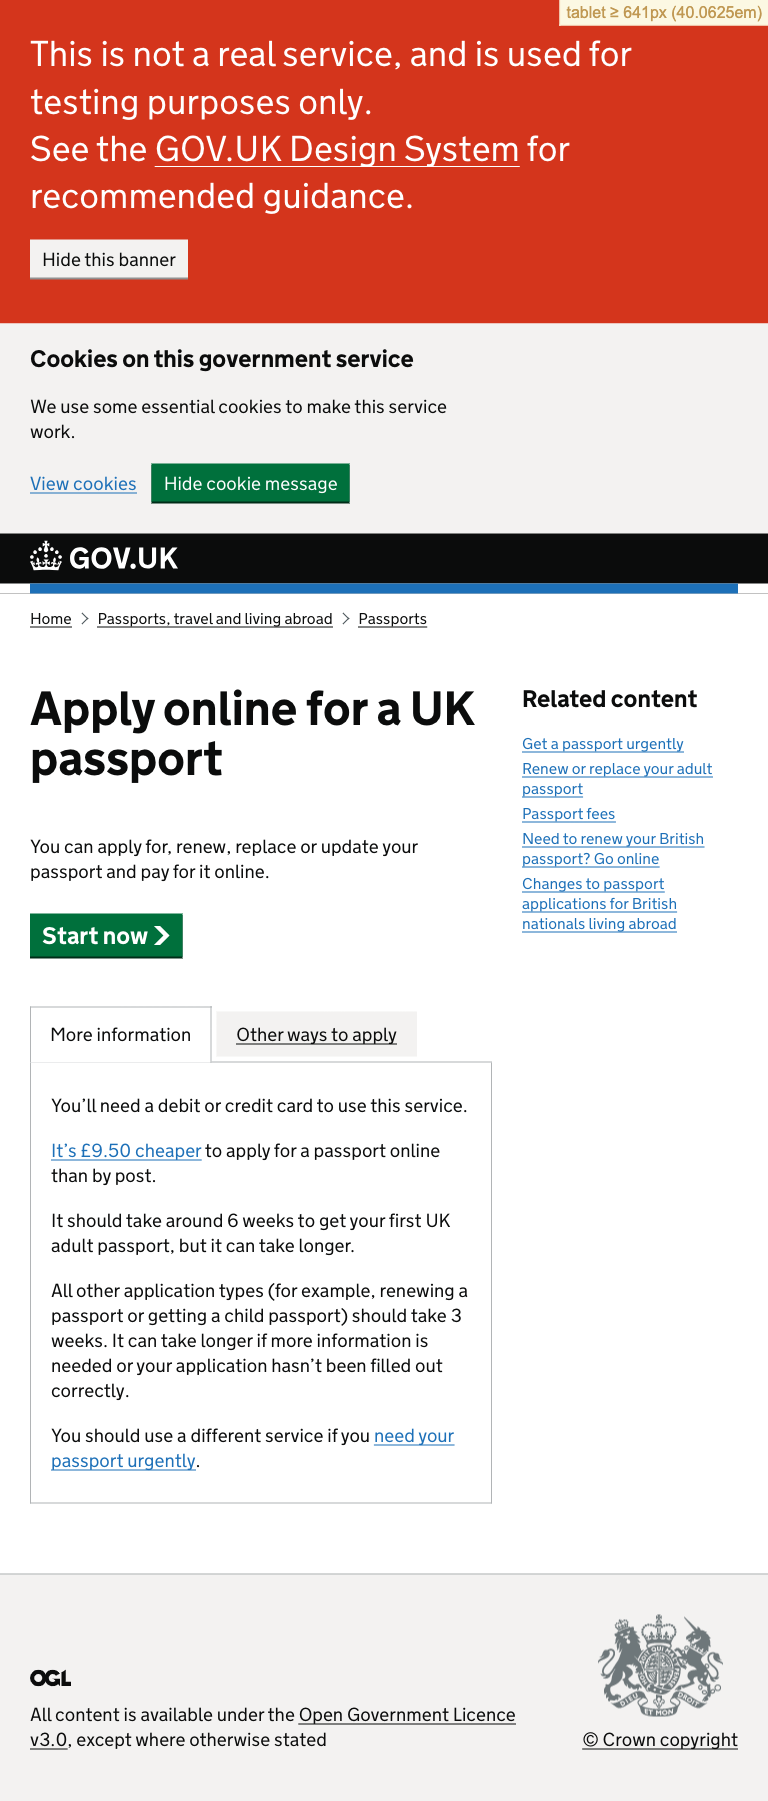 tablet ≥ 641px (40.0625em)
This is not a real service, and is used for
testing purposes only.
See the GOV.UK Design System for
recommended guidance.
Hide this banner
Cookies on this government service
We use some essential cookies to make this service
work.
View cookies
Hide cookie message
GOV.UK
Home
Passports, travel and living abroad
Passports
Apply online for a UK
passport
You can apply for, renew, replace or update your
passport and pay for it online.
Start now
More information
Other ways to apply
You’ll need a debit or credit card to use this service.
It’s £9.50 cheaper to apply for a passport online
than by post.
It should take around 6 weeks to get your first UK
adult passport, but it can take longer.
All other application types (for example, renewing a
passport or getting a child passport) should take 3
weeks. It can take longer if more information is
needed or your application hasn’t been filled out
correctly.
You should use a different service if you need your
passport urgently.
Related content
Get a passport urgently
Renew or replace your adult
passport
Passport fees
Need to renew your British
passport? Go online
Changes to passport
applications for British
nationals living abroad
OGL
All content is available under the Open Government Licence
v3.0, except where otherwise stated
© Crown copyright